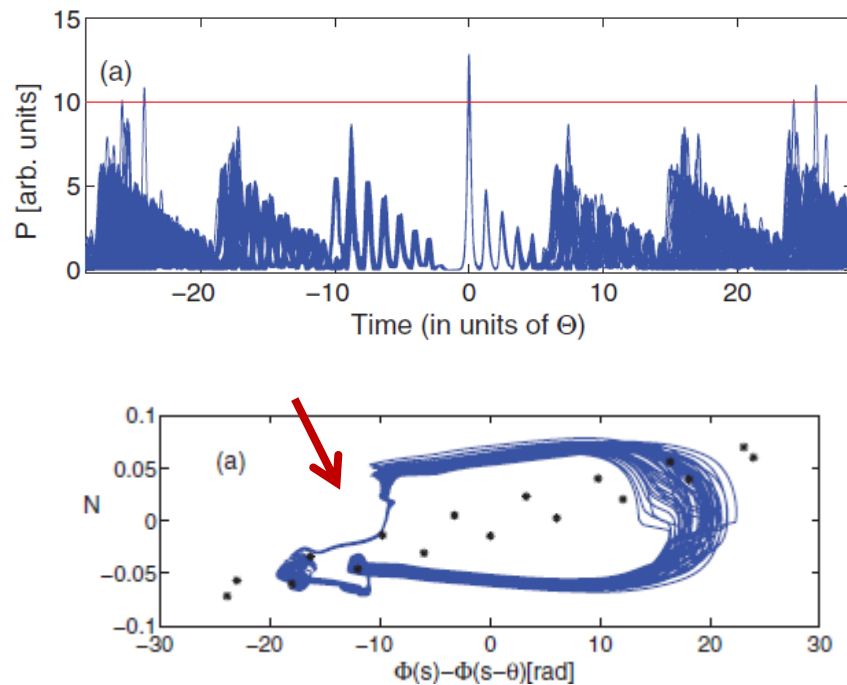 15
(a)
10
P [arb. units]
5
0
−20 −10 0 10 20
Time (in units of Θ)
0.1
(a)
0.05
N
0
−0.05
−0.1
−30 −20 −10 0 10 20 30
Φ(s)−Φ(s−θ)[rad]